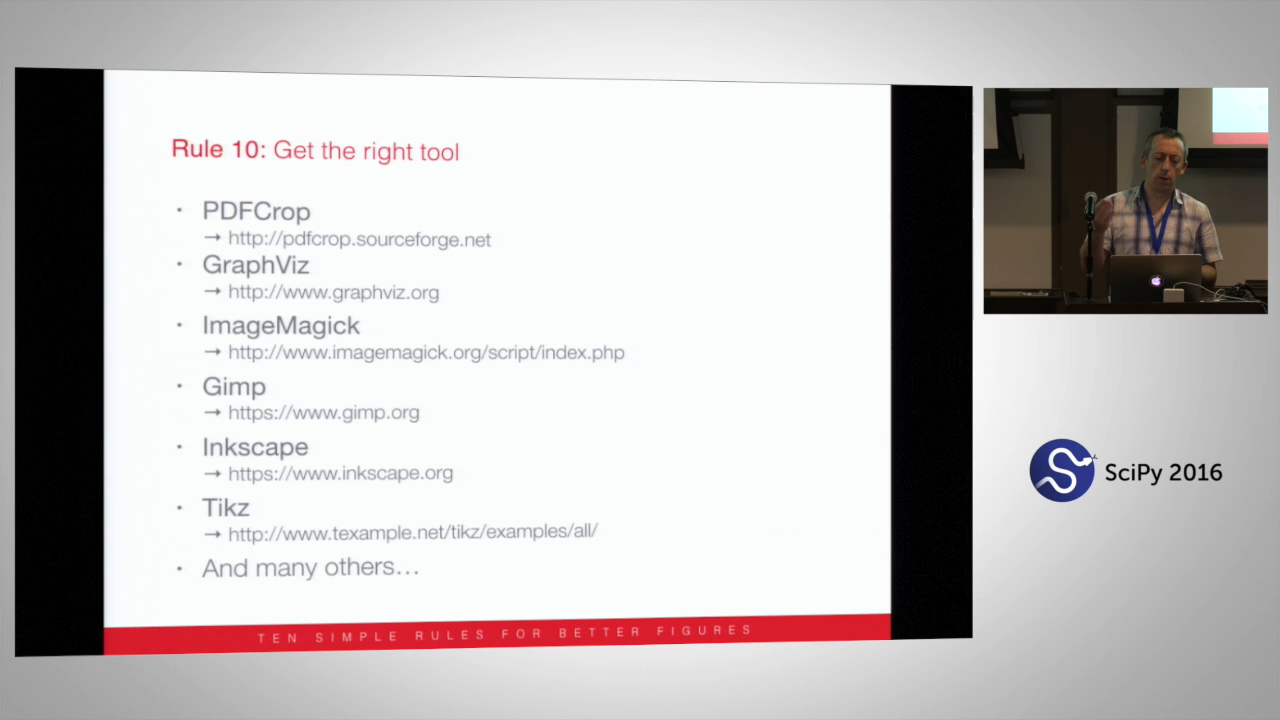 Rule 10: Get the right tool
· PDFCrop
→ http://pdfcrop.sourceforge.net
· GraphViz
→ http://www.graphviz.org
· ImageMagick
→ http://www.imagemagick.org/script/index.php
· Gimp
→ https://www.gimp.org
· Inkscape
→ https://www.inkscape.org
· Tikz
→ http://www.texample.net/tikz/examples/all/
· And many others…
TEN SIMPLE RULES FOR BETTER FIGURES
SciPy 2016